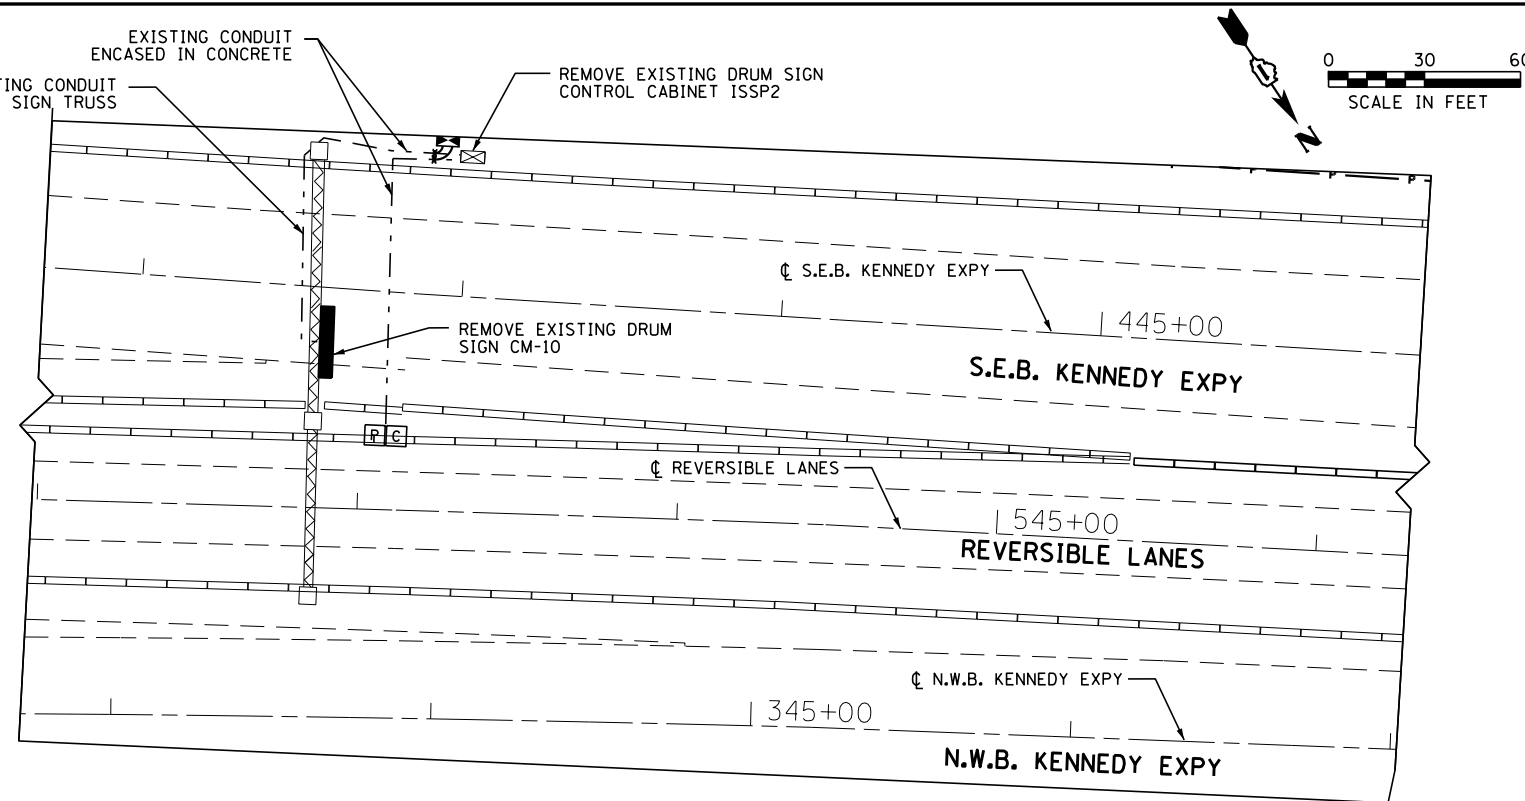 EXISTING CONDUIT
ENCASED IN CONCRETE
CONDUIT
SIGN TRUSS
REMOVE EXISTING DRUM SIGN
CONTROL CABINET ISSP2
N
0 30
SCALE IN FEET
P P P
℄ S.E.B. KENNEDY EXPY
445+00
REMOVE EXISTING DRUM
SIGN CM-10
S.E.B. KENNEDY EXPY
P C
℄ REVERSIBLE LANES
545+00
REVERSIBLE LANES
℄ N.W.B. KENNEDY EXPY
345+00
N.W.B. KENNEDY EXPY